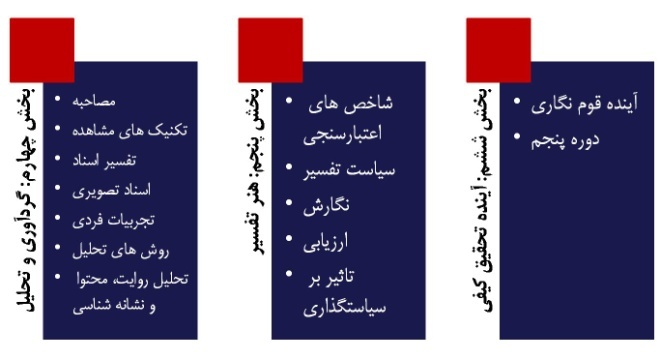 بخش چهارم: گردآوری و تحلیل
• مصاحبه
• تکنیک های مشاهده
• تفسیر اسناد
• اسناد تصویری
• تجربیات فردی
• روش های تحلیل
• تحلیل روایت، محتوا
و نشانه شناسی
بخش پنجم: هنر تفسیر
• شاخص های
اعتبارسنجی
• سیاست تفسیر
• نگارش
• ارزیابی
• تاثیر بر
سیاستگذاری
بخش ششم: آینده تحقیق کیفی
• آینده قوم نگاری
• دوره پنجم